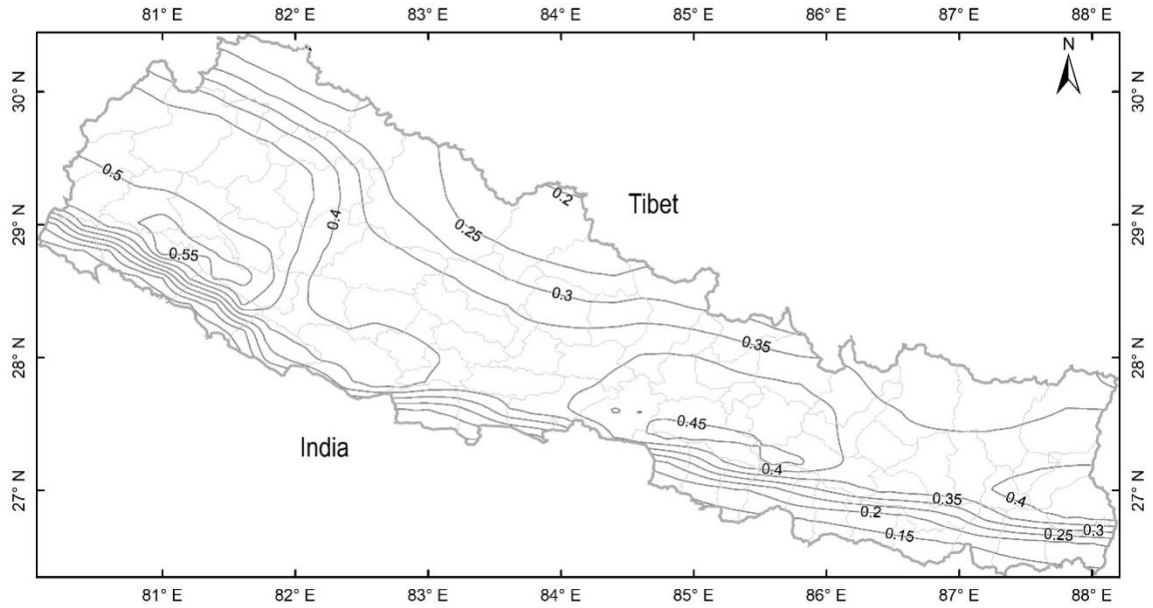 81° E 82° E 83° E 84° E 85° E 86° E 87° E 88° E
N
30° N 30° N
0.5
0.2
Tibet
0.4
29° N 29° N
0.25
0.55
0.3
0.35
28° N 28° N
0.45
India
0.4
27° N 27° N
0.35
0.4
0.2
0.3
0.15
0.25
81° E 82° E 83° E 84° E 85° E 86° E 87° E 88° E